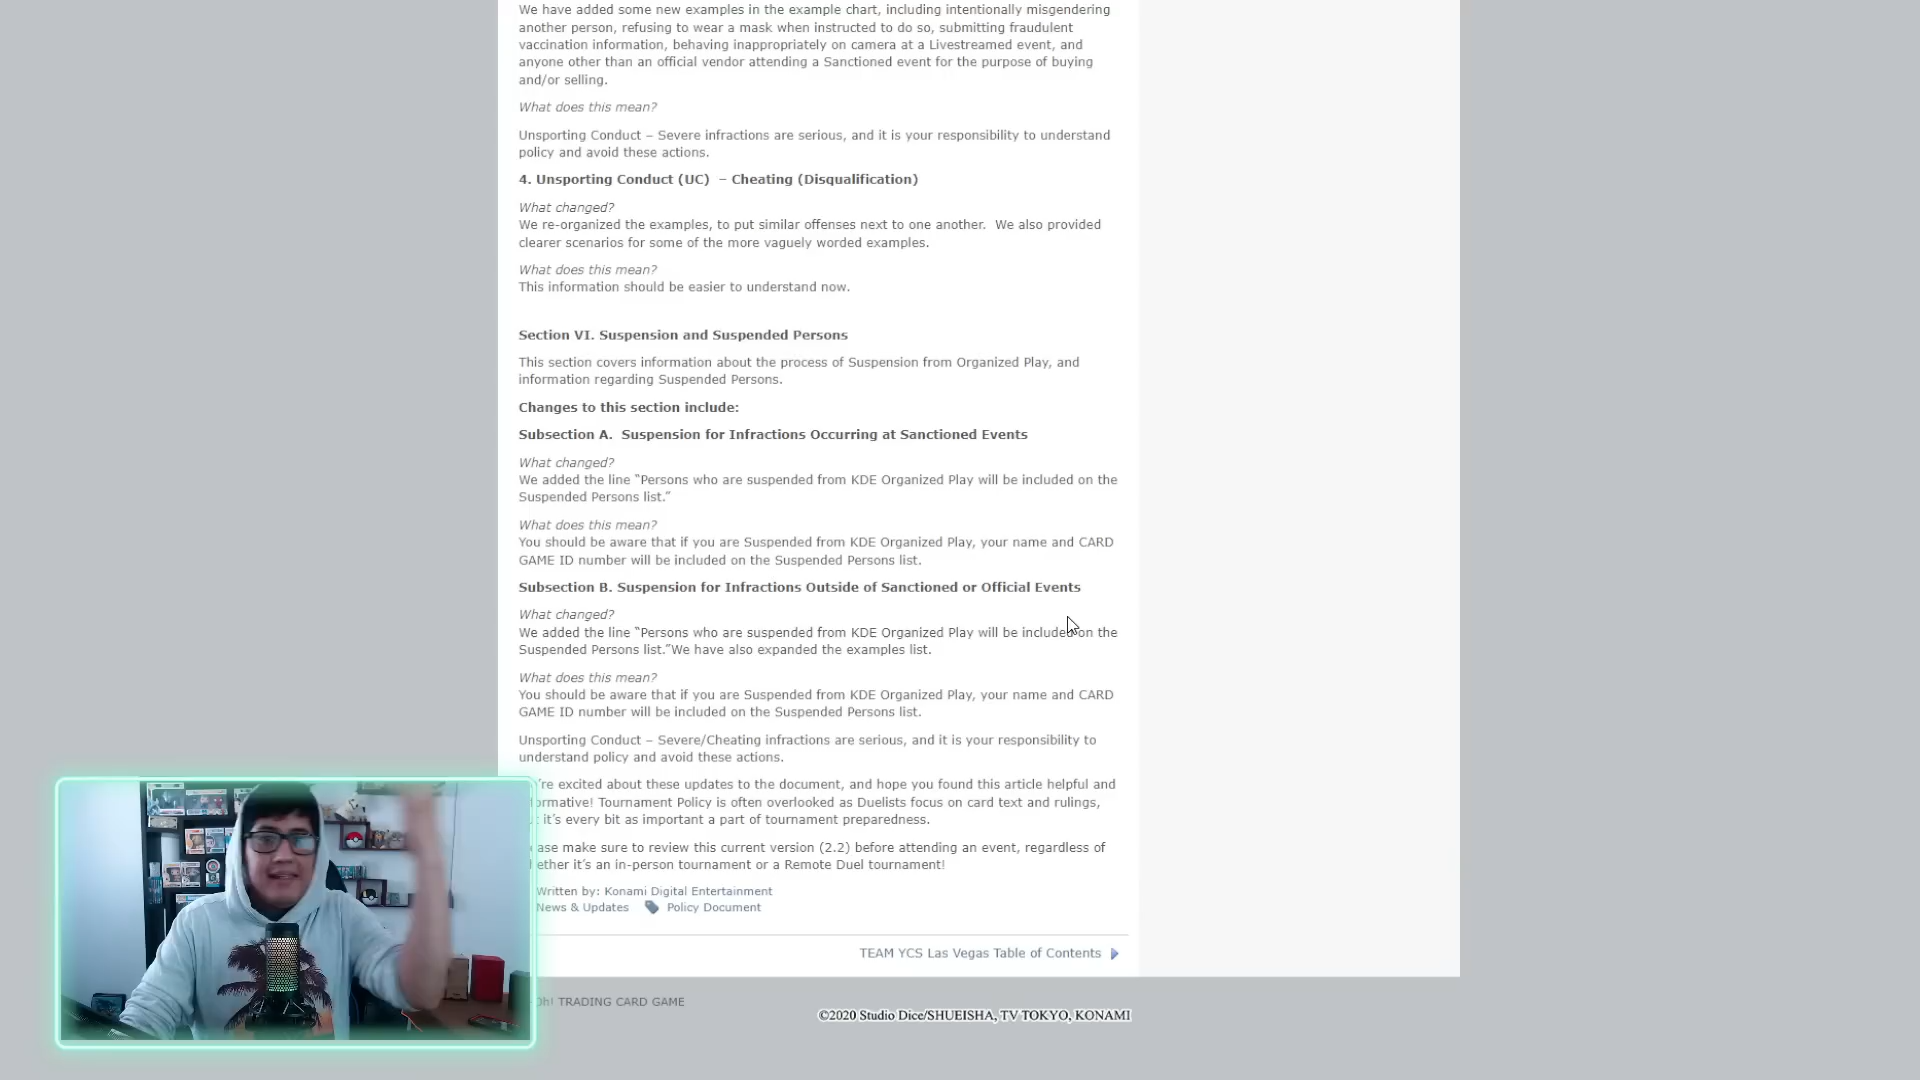 We have added some new examples in the example chart, including intentionally misgendering
another person, refusing to wear a mask when instructed to do so, submitting fraudulent
vaccination information, behaving inappropriately on camera at a Livestreamed event, and
anyone other than an official vendor attending a Sanctioned event for the purpose of buying
and/or selling.
What does this mean?
Unsporting Conduct – Severe infractions are serious, and it is your responsibility to understand
policy and avoid these actions.
4. Unsporting Conduct (UC)  – Cheating (Disqualification)
What changed?
We re-organized the examples, to put similar offenses next to one another.  We also provided
clearer scenarios for some of the more vaguely worded examples.
What does this mean?
This information should be easier to understand now.
Section VI. Suspension and Suspended Persons
This section covers information about the process of Suspension from Organized Play, and
information regarding Suspended Persons.
Changes to this section include:
Subsection A.  Suspension for Infractions Occurring at Sanctioned Events
What changed?
We added the line “Persons who are suspended from KDE Organized Play will be included on the
Suspended Persons list.”
What does this mean?
You should be aware that if you are Suspended from KDE Organized Play, your name and CARD
GAME ID number will be included on the Suspended Persons list.
Subsection B. Suspension for Infractions Outside of Sanctioned or Official Events
What changed?
We added the line “Persons who are suspended from KDE Organized Play will be included on the
Suspended Persons list.”We have also expanded the examples list.
What does this mean?
You should be aware that if you are Suspended from KDE Organized Play, your name and CARD
GAME ID number will be included on the Suspended Persons list.
Unsporting Conduct – Severe/Cheating infractions are serious, and it is your responsibility to
understand policy and avoid these actions.
're excited about these updates to the document, and hope you found this article helpful and
formative! Tournament Policy is often overlooked as Duelists focus on card text and rulings,
it’s every bit as important a part of tournament preparedness.
ase make sure to review this current version (2.2) before attending an event, regardless of
ether it’s an in-person tournament or a Remote Duel tournament!
Written by: Konami Digital Entertainment
News & Updates Policy Document
TEAM YCS Las Vegas Table of Contents
Oh! TRADING CARD GAME
©2020 Studio Dice/SHUEISHA, TV TOKYO, KONAMI